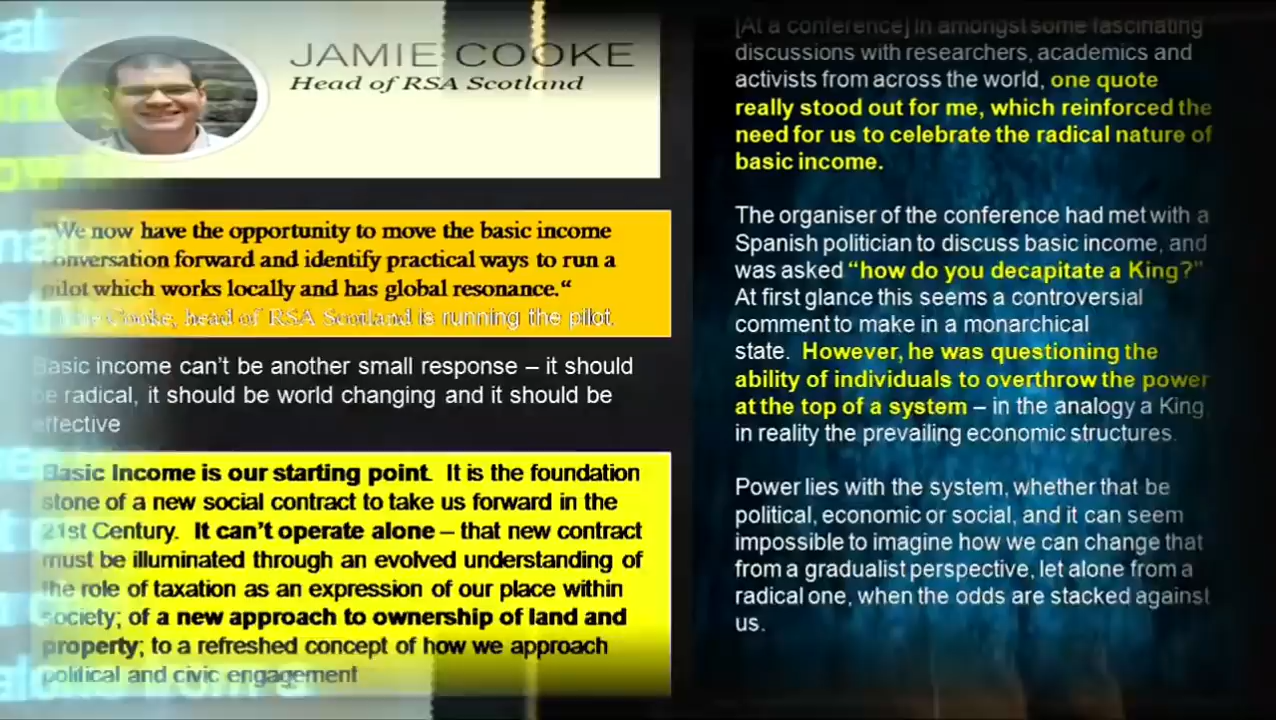 JAMIE COOKE
Head of RSA Scotland
"We now have the opportunity to move the basic income
conversation forward and identify practical ways to run a
pilot which works locally and has global resonance.“
Cooke, head of RSA Scotland is running the pilot.
Basic income can’t be another small response – it should
be radical, it should be world changing and it should be
effective
Basic Income is our starting point. It is the foundation
stone of a new social contract to take us forward in the
21st Century. It can’t operate alone – that new contract
must be illuminated through an evolved understanding of
the role of taxation as an expression of our place within
society; of a new approach to ownership of land and
property; to a refreshed concept of how we approach
political and civic engagement
[At a conference] In amongst some fascinating
discussions with researchers, academics and
activists from across the world, one quote
really stood out for me, which reinforced the
need for us to celebrate the radical nature of
basic income.
The organiser of the conference had met with a
Spanish politician to discuss basic income, and
was asked “how do you decapitate a King?”
At first glance this seems a controversial
comment to make in a monarchical
state. However, he was questioning the
ability of individuals to overthrow the power
at the top of a system – in the analogy a King,
in reality the prevailing economic structures.
Power lies with the system, whether that be
political, economic or social, and it can seem
impossible to imagine how we can change that
from a gradualist perspective, let alone from a
radical one, when the odds are stacked against
us.